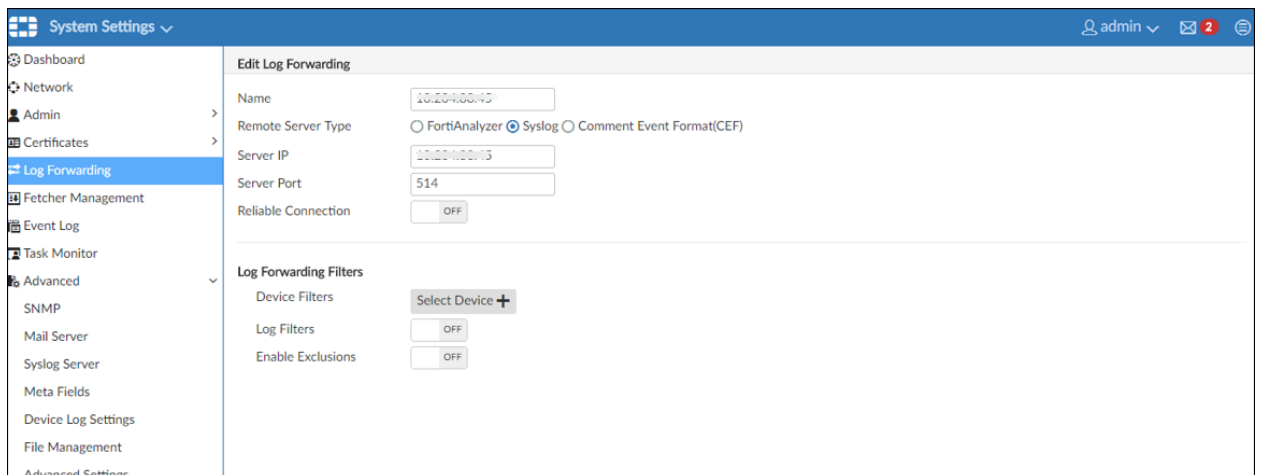 System Settings
admin
2
Dashboard
Network
Admin
Certificates
Log Forwarding
Fetcher Management
Event Log
Task Monitor
Advanced
SNMP
Mail Server
Syslog Server
Meta Fields
Device Log Settings
File Management
Advanced Settings
Edit Log Forwarding
Name
Remote Server Type FortiAnalyzer Syslog Comment Event Format(CEF)
Server IP
Server Port 514
Reliable Connection OFF
Log Forwarding Filters
Device Filters Select Device
Log Filters OFF
Enable Exclusions OFF